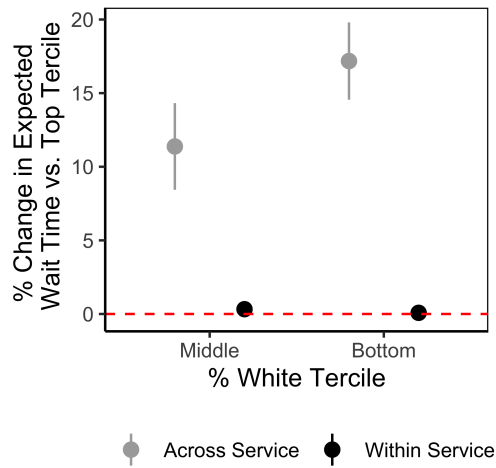 % Change in Expected
Wait Time vs. Top Tercile
20
15
10
5
0
Middle
Bottom
% White Tercile
Across Service
Within Service